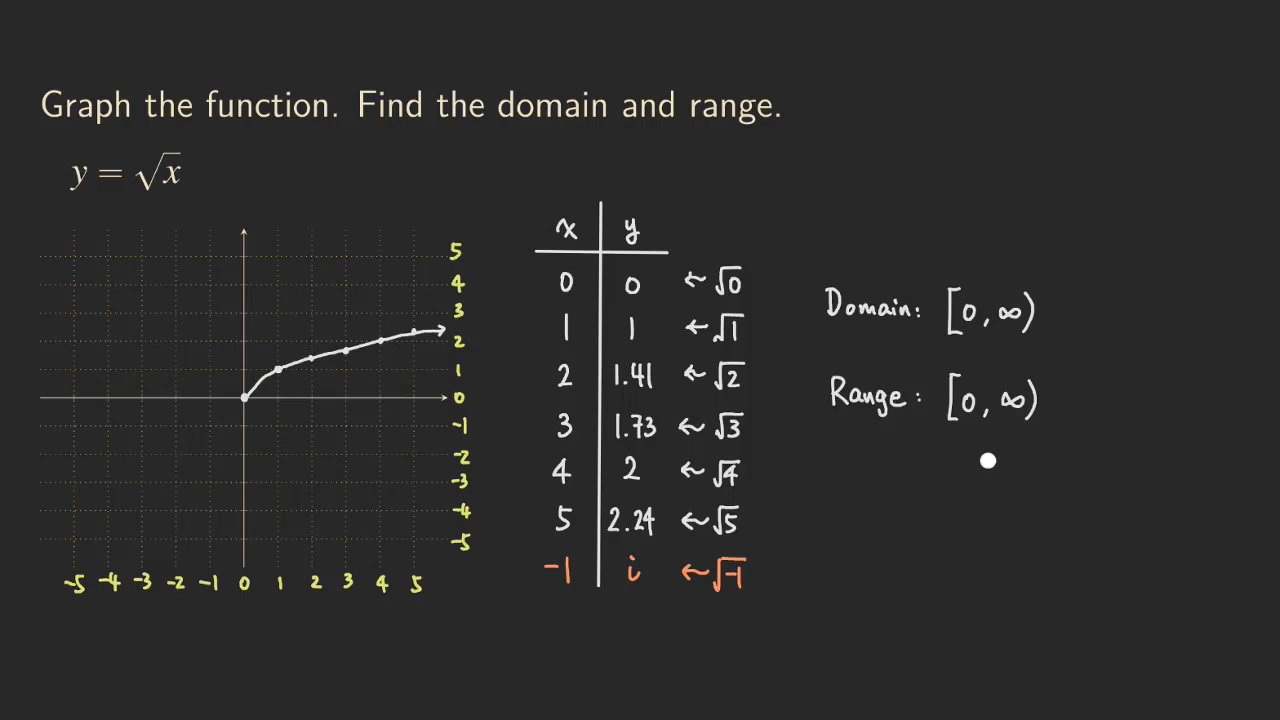 Graph the function. Find the domain and range.
y = √x
5
4
3
2
1
0
-1
-2
-3
-4
-5
-5 -4 -3 -2 -1 0 1 2 3 4 5
x y
0 0 ← √0
1 1 ← √1
2 1.41 ← √2
3 1.73 ← √3
4 2 ← √4
5 2.24 ← √5
-1 i ← √-1
Domain: [0, ∞)
Range: [0, ∞)